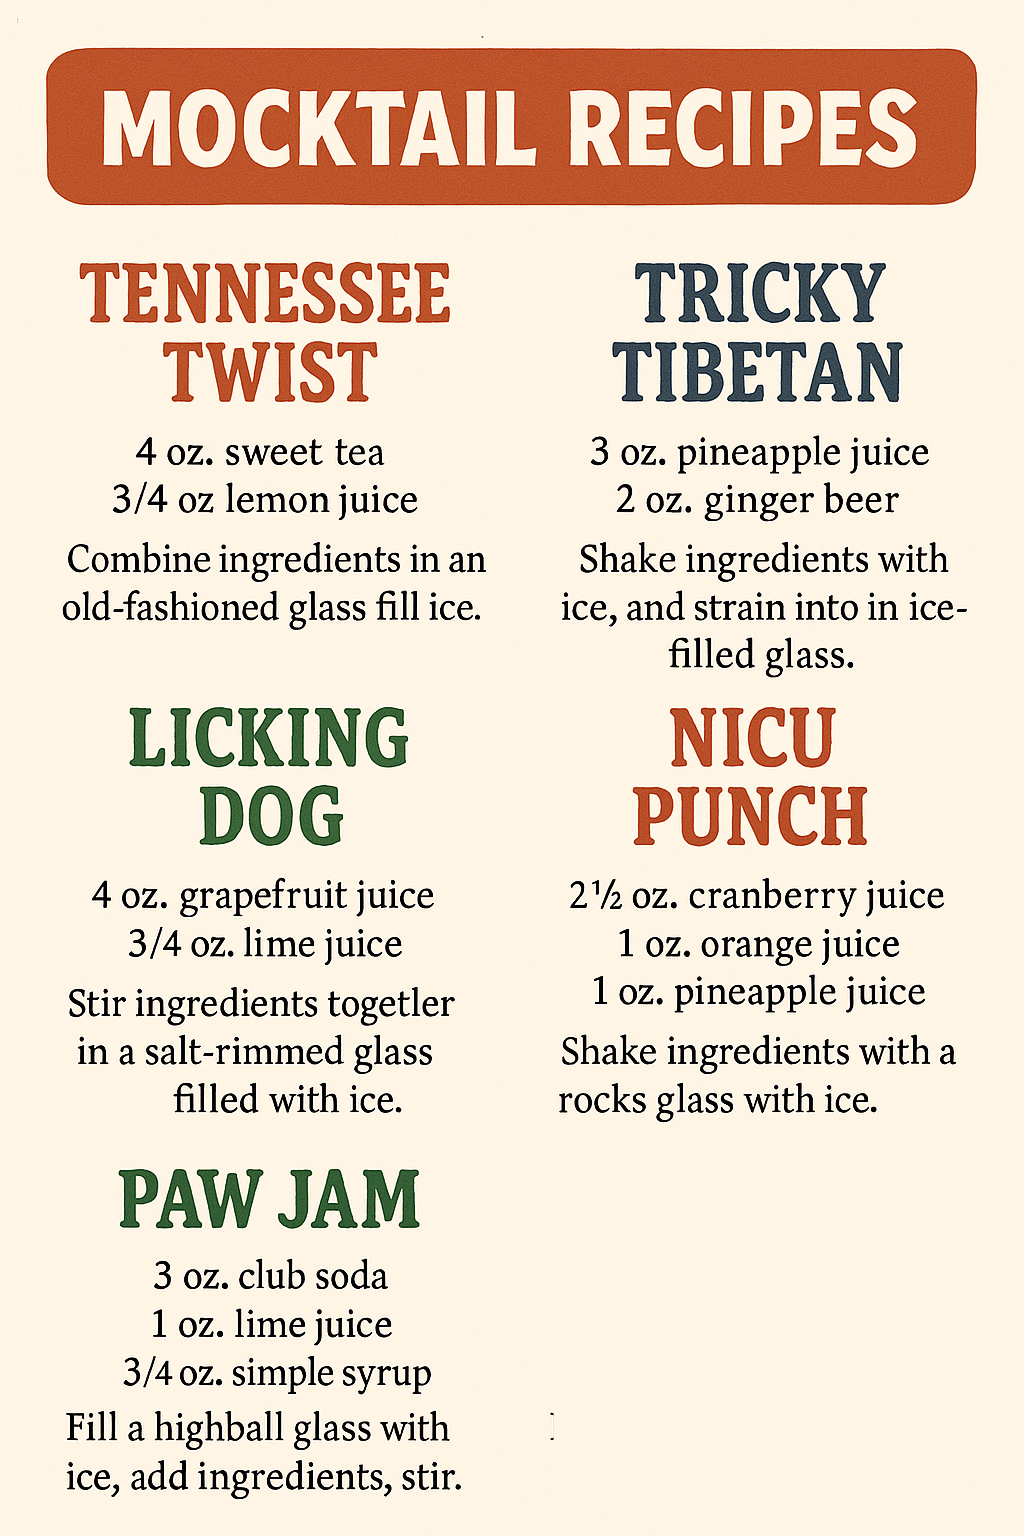 MOCKTAIL RECIPES
TENNESSEE
TWIST
4 oz. sweet tea
3/4 oz lemon juice
Combine ingredients in an
old-fashioned glass fill ice.
TRICKY
TIBETAN
3 oz. pineapple juice
2 oz. ginger beer
Shake ingredients with
ice, and strain into in ice-
filled glass.
LICKING
DOG
4 oz. grapefruit juice
3/4 oz. lime juice
Stir ingredients togetler
in a salt-rimmed glass
filled with ice.
NICU
PUNCH
2½ oz. cranberry juice
1 oz. orange juice
1 oz. pineapple juice
Shake ingredients with a
rocks glass with ice.
PAW JAM
3 oz. club soda
1 oz. lime juice
3/4 oz. simple syrup
Fill a highball glass with
ice, add ingredients, stir.